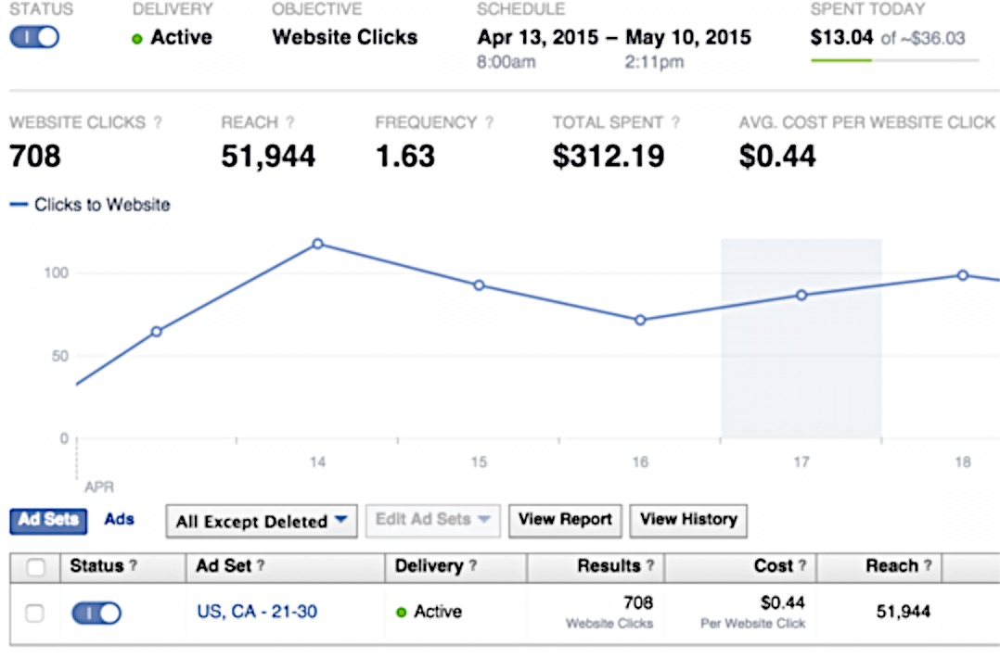 STATUS DELIVERY OBJECTIVE SCHEDULE SPENT TODAY
Active Website Clicks Apr 13, 2015 – May 10, 2015 $13.04 of ~$36.03
8:00am 2:11pm
WEBSITE CLICKS ? REACH ? FREQUENCY ? TOTAL SPENT ? AVG. COST PER WEBSITE CLICK
708 51,944 1.63 $312.19 $0.44
Clicks to Website
100
50
0
14 15 16 17 18
APR
Ad Sets Ads All Except Deleted Edit Ad Sets View Report View History
Status ? Ad Set ? Delivery ? Results ? Cost ? Reach ?
US, CA - 21-30 Active 708 $0.44 51,944
Website Clicks Per Website Click